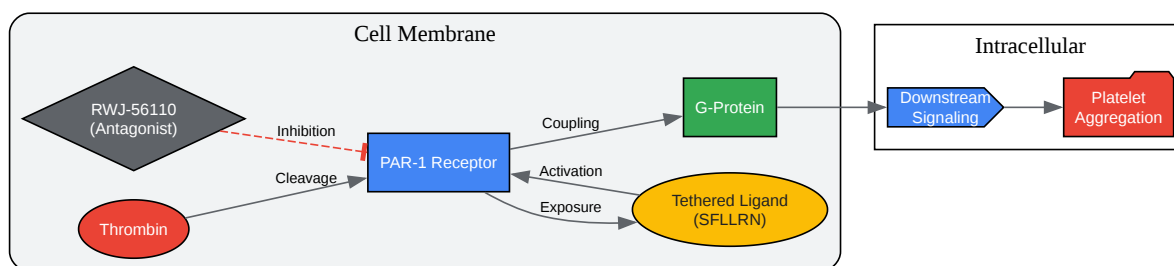 Cell Membrane
RWJ-56110
(Antagonist)
Inhibition
Cleavage
Thrombin
PAR-1 Receptor
Coupling
Activation
Exposure
G-Protein
Tethered Ligand
(SFLLRN)
Intracellular
Downstream
Signaling
Platelet
Aggregation